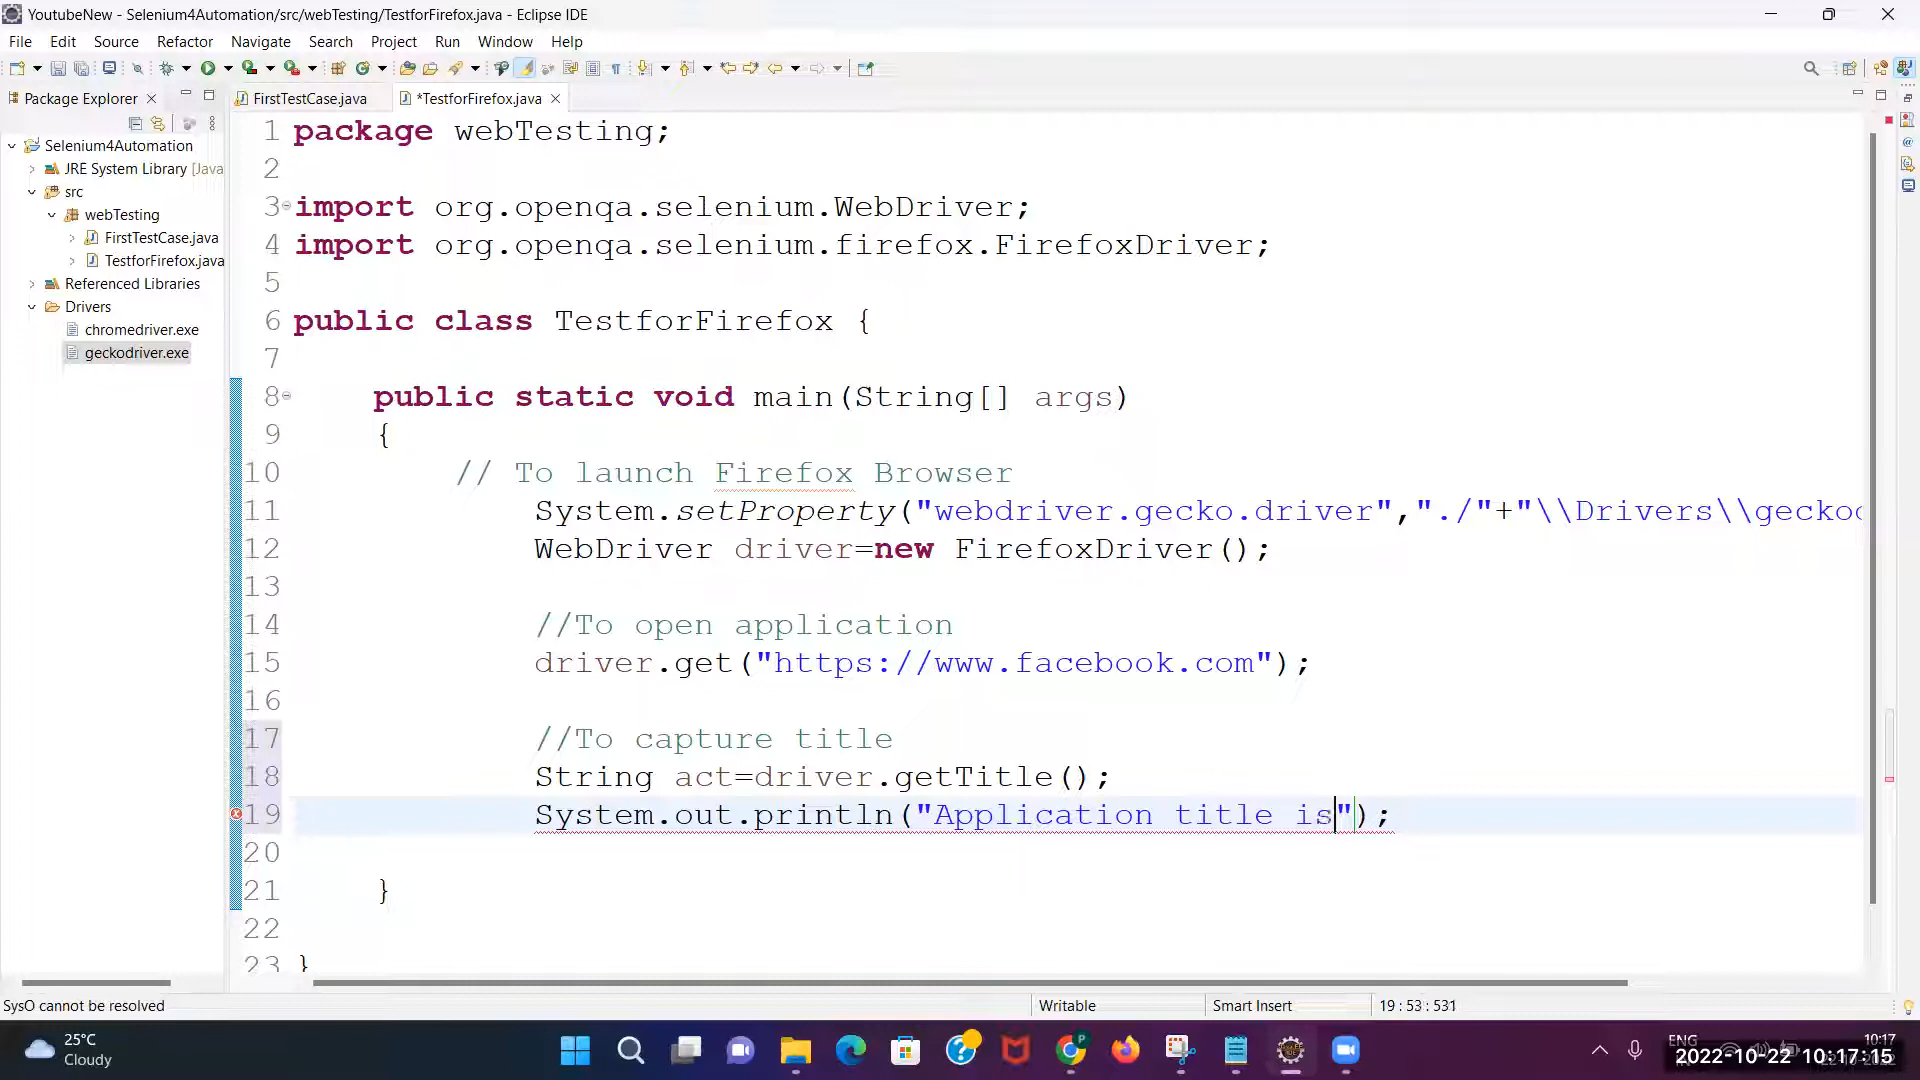 YoutubeNew - Selenium4Automation/src/webTesting/TestforFirefox.java - Eclipse IDE
File Edit Source Refactor Navigate Search Project Run Window Help
Package Explorer
FirstTestCase.java
*TestforFirefox.java
Selenium4Automation
JRE System Library [Java
src
webTesting
FirstTestCase.java
TestforFirefox.java
Referenced Libraries
Drivers
chromedriver.exe
geckodriver.exe
1 package webTesting;
2
3 import org.openqa.selenium.WebDriver;
4 import org.openqa.selenium.firefox.FirefoxDriver;
5
6 public class TestforFirefox {
7
8 public static void main(String[] args)
9 {
10 // To launch Firefox Browser
11 System.setProperty("webdriver.gecko.driver","./"+"\\Drivers\\gecko
12 WebDriver driver=new FirefoxDriver();
13
14 //To open application
15 driver.get("https://www.facebook.com");
16
17 //To capture title
18 String act=driver.getTitle();
19 System.out.println("Application title is");
20
21 }
22
23 }
SysO cannot be resolved
Writable
Smart Insert
19 : 53 : 531
25°C
Cloudy
ENG
10:17
2022-10-22 10:17:15